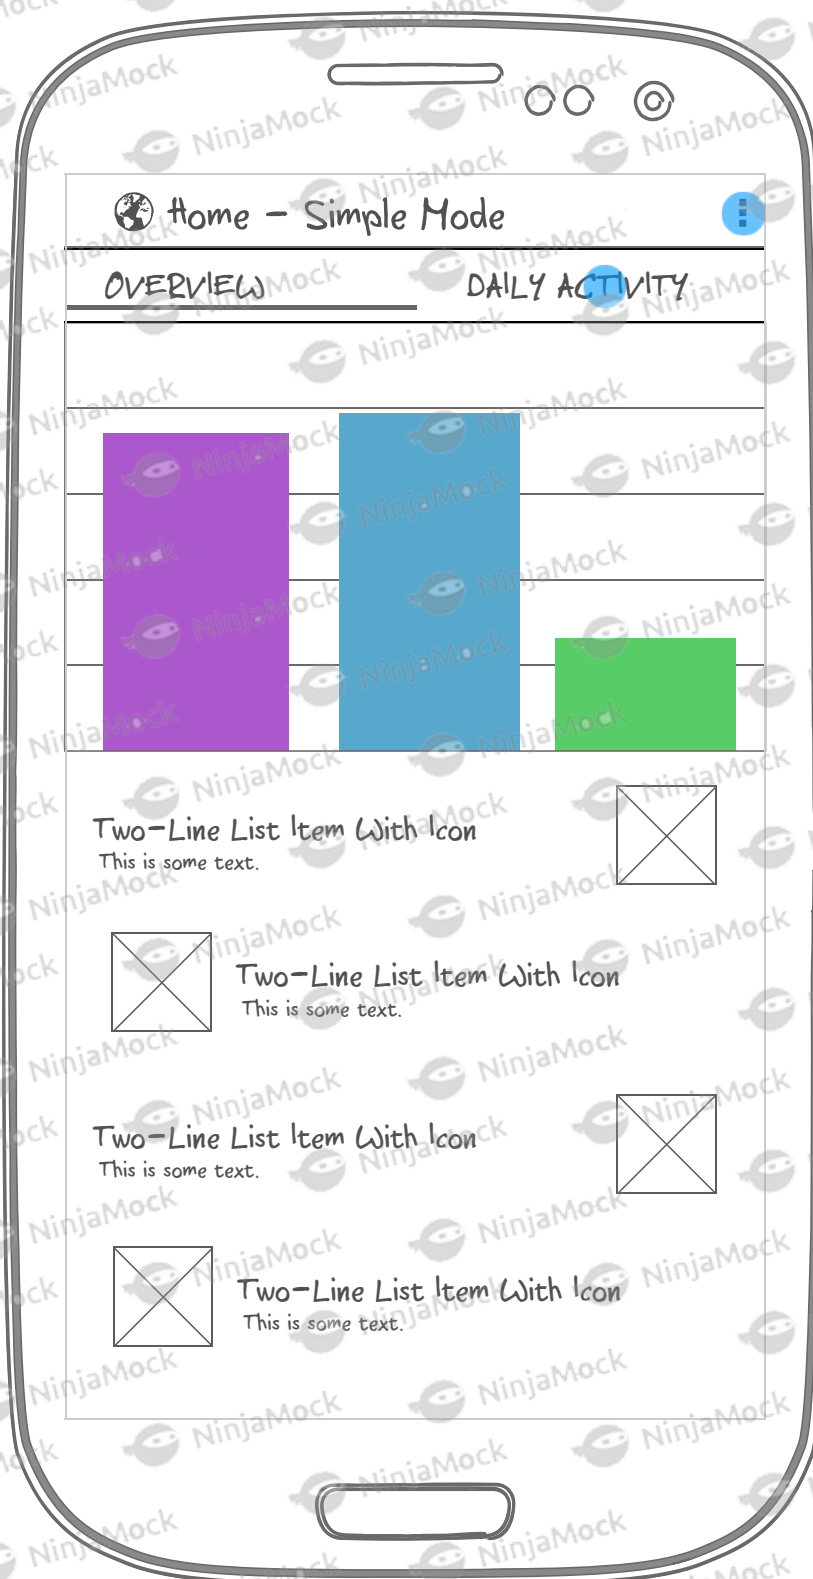 Home - Simple Mode
OVERVIEW
DAILY ACTIVITY
Two-Line List Item With Icon
This is some text.
Two-Line List Item With Icon
This is some text.
Two-Line List Item With Icon
This is some text.
Two-Line List Item With Icon
This is some text.
NinjaMock